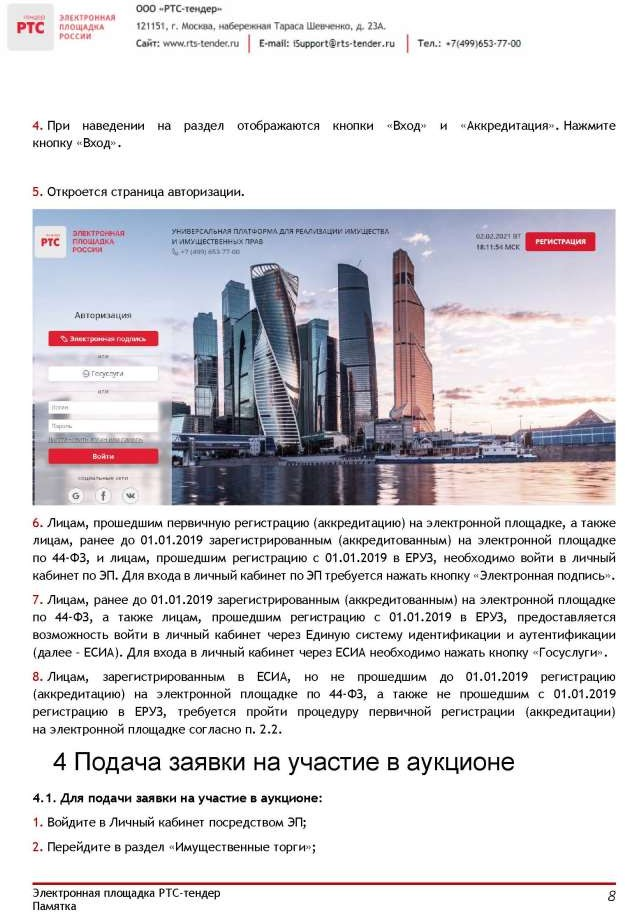 ООО «РТС-тендер»
тендер
РТС
ЭЛЕКТРОННАЯ
ПЛОЩАДКА
РОССИИ
121151, г. Москва, набережная Тараса Шевченко, д. 23А.
Сайт: www.rts-tender.ru | E-mail: iSupport@rts-tender.ru | Тел.: +7(499)653-77-00
4. При наведении на раздел отображаются кнопки «Вход» и «Аккредитация». Нажмите
кнопку «Вход».
5. Откроется страница авторизации.
РТС
ЭЛЕКТРОННАЯ
ПЛОЩАДКА
РОССИИ
УНИВЕРСАЛЬНАЯ ПЛАТФОРМА ДЛЯ РЕАЛИЗАЦИИ ИМУЩЕСТВА
И ИМУЩЕСТВЕННЫХ ПРАВ
+7 (499) 653-77-00
02.02.2021 ВТ
18:11:54 МСК
РЕГИСТРАЦИЯ
Авторизация
Электронная подпись
или
Госуслуги
или
Логин
Пароль
Восстановить логин или пароль
Войти
социальные сети
6. Лицам, прошедшим первичную регистрацию (аккредитацию) на электронной площадке, а также
лицам, ранее до 01.01.2019 зарегистрированным (аккредитованным) на электронной площадке
по 44-ФЗ, и лицам, прошедшим регистрацию с 01.01.2019 в ЕРУЗ, необходимо войти в личный
кабинет по ЭП. Для входа в личный кабинет по ЭП требуется нажать кнопку «Электронная подпись».
7. Лицам, ранее до 01.01.2019 зарегистрированным (аккредитованным) на электронной площадке
по 44-ФЗ, а также лицам, прошедшим регистрацию с 01.01.2019 в ЕРУЗ, предоставляется
возможность войти в личный кабинет через Единую систему идентификации и аутентификации
(далее – ЕСИА). Для входа в личный кабинет через ЕСИА необходимо нажать кнопку «Госуслуги».
8. Лицам, зарегистрированным в ЕСИА, но не прошедшим до 01.01.2019 регистрацию
(аккредитацию) на электронной площадке по 44-ФЗ, а также не прошедшим с 01.01.2019
регистрацию в ЕРУЗ, требуется пройти процедуру первичной регистрации (аккредитации)
на электронной площадке согласно п. 2.2.
4 Подача заявки на участие в аукционе
4.1. Для подачи заявки на участие в аукционе:
1. Войдите в Личный кабинет посредством ЭП;
2. Перейдите в раздел «Имущественные торги»;
Электронная площадка РТС-тендер
Памятка
8